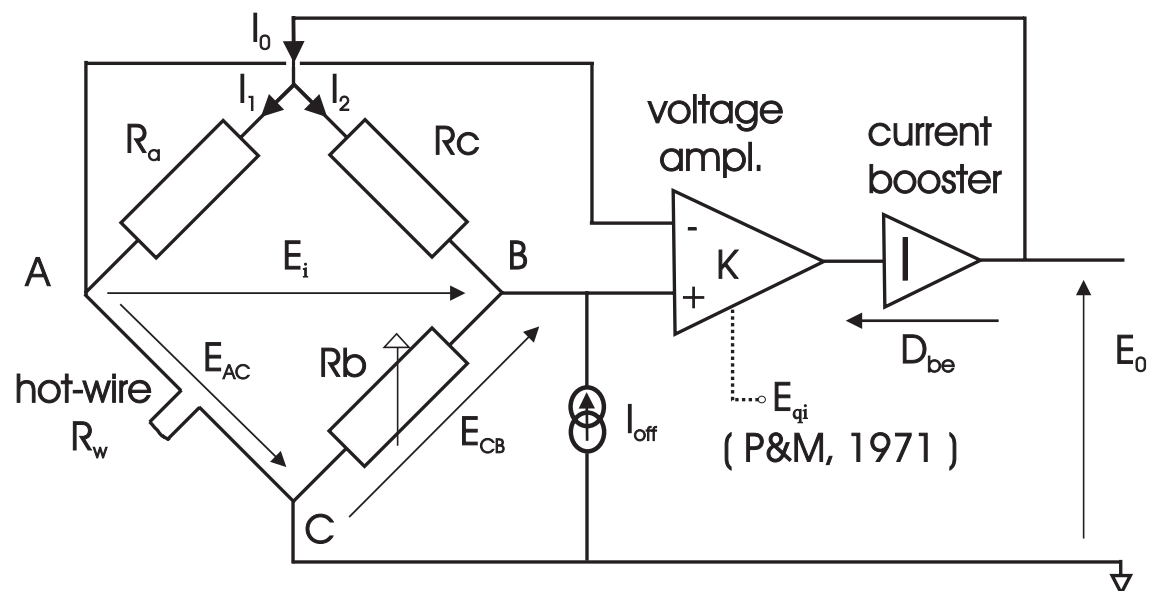 I0
I1
I2
Ra
Rc
voltage
ampl.
current
booster
A
Ei
B
-
K
+
I
hot-wire
Rw
EAC
Rb
ECB
Ioff
Eqi
( P&M, 1971 )
Dbe
E0
C